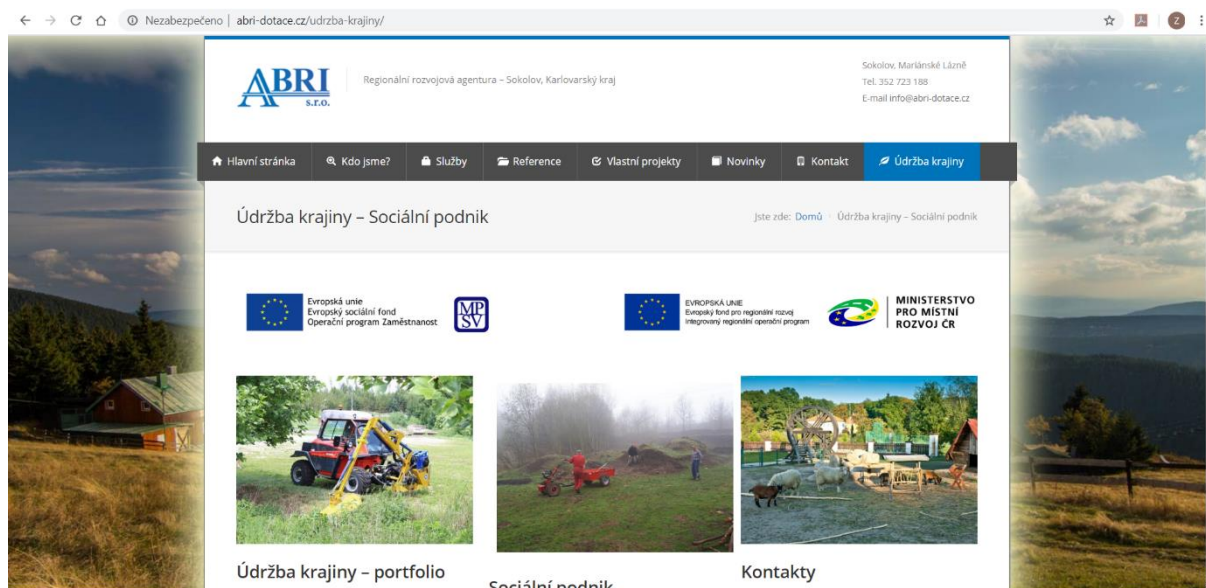 Nezabezpečeno | abri-dotace.cz/udrzba-krajiny/
Z
ABRI
s.r.o.
Regionální rozvojová agentura – Sokolov, Karlovarský kraj
Sokolov, Mariánské Lázně
Tel. 352 723 188
E-mail info@abri-dotace.cz
Hlavní stránka Kdo jsme? Služby Reference Vlastní projekty Novinky Kontakt Údržba krajiny
Údržba krajiny – Sociální podnik
Jste zde: Domů Údržba krajiny – Sociální podnik
Evropská unie
Evropský sociální fond
Operační program Zaměstnanost
MP
SV
EVROPSKÁ UNIE
Evropský fond pro regionální rozvoj
Integrovaný regionální operační program
MINISTERSTVO
PRO MÍSTNÍ
ROZVOJ ČR
Údržba krajiny – portfolio
Sociální podnik
Kontakty